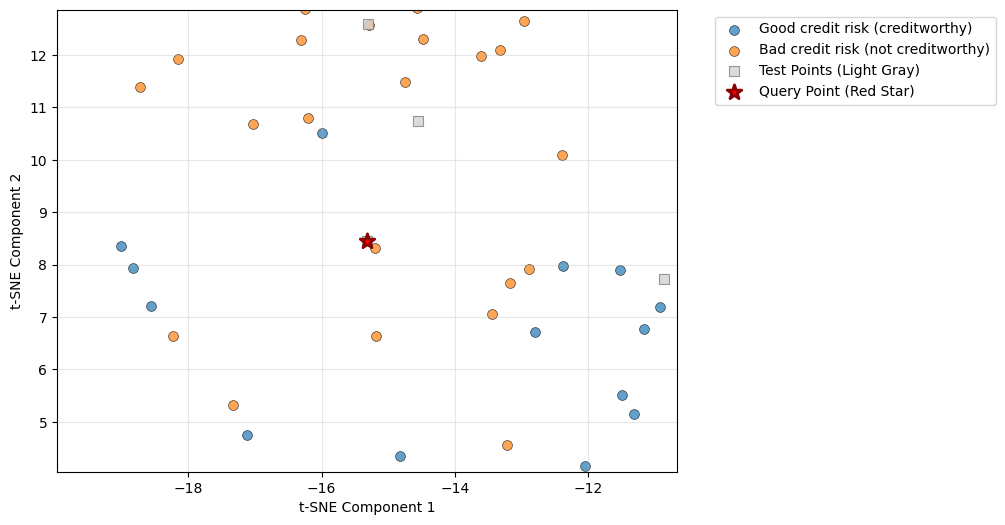 Good credit risk (creditworthy)
Bad credit risk (not creditworthy)
Test Points (Light Gray)
Query Point (Red Star)
12
11
10
9
8
7
6
5
t-SNE Component 2
−18
−16
−14
−12
t-SNE Component 1